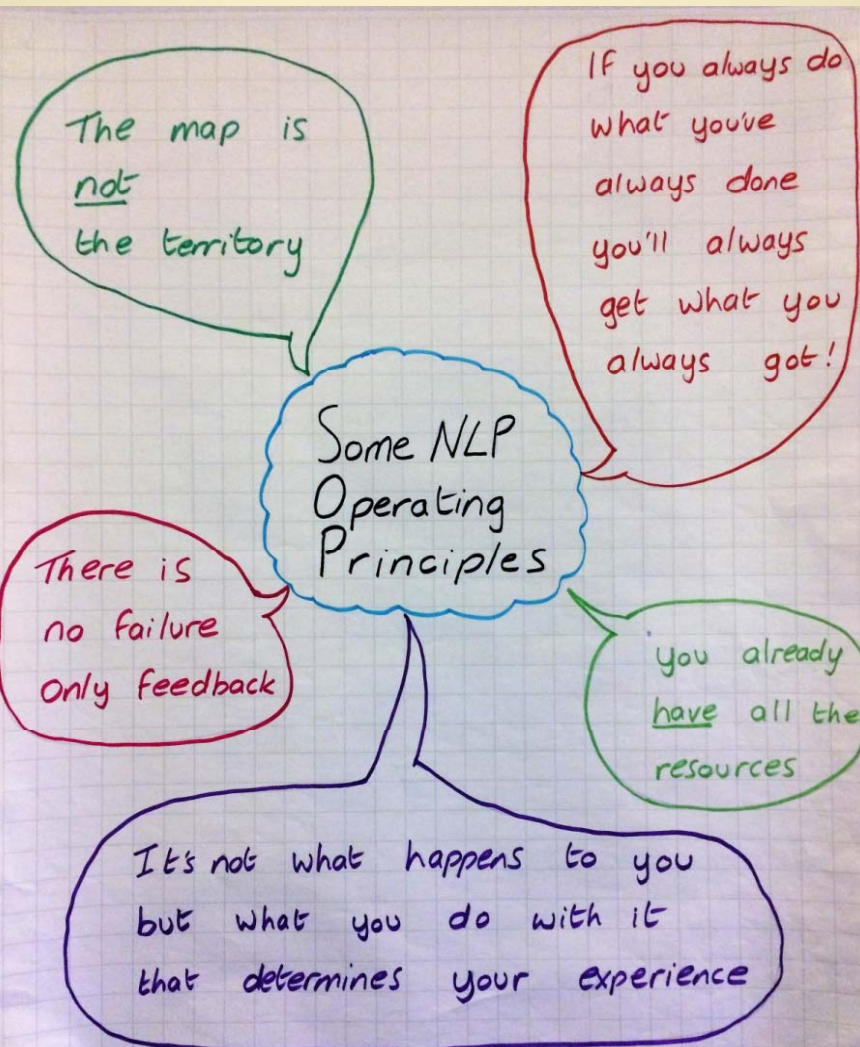 The map is
not
the territory
If you always do
what you've
always done
you'll always
get what you
always got!
Some NLP
Operating
Principles
There is
no failure
only feedback
you already
have all the
resources
It's not what happens to you
but what you do with it
that determines your experience